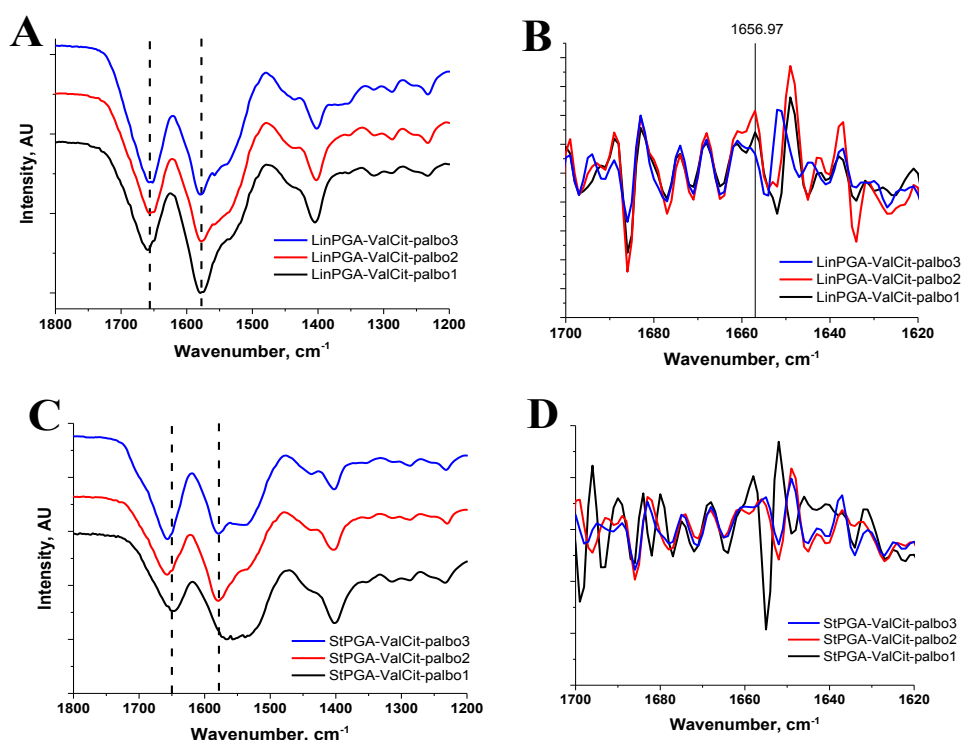 A
Intensity, AU
LinPGA-ValCit-palbo3
LinPGA-ValCit-palbo2
LinPGA-ValCit-palbo1
1800 1700 1600 1500 1400 1300 1200
Wavenumber, cm⁻¹
B
1656.97
LinPGA-ValCit-palbo3
LinPGA-ValCit-palbo2
LinPGA-ValCit-palbo1
1700 1680 1660 1640 1620
Wavenumber, cm⁻¹
C
Intensity, AU
StPGA-ValCit-palbo3
StPGA-ValCit-palbo2
StPGA-ValCit-palbo1
1800 1700 1600 1500 1400 1300 1200
Wavenumber, cm⁻¹
D
StPGA-ValCit-palbo3
StPGA-ValCit-palbo2
StPGA-ValCit-palbo1
1700 1680 1660 1640 1620
Wavenumber, cm⁻¹